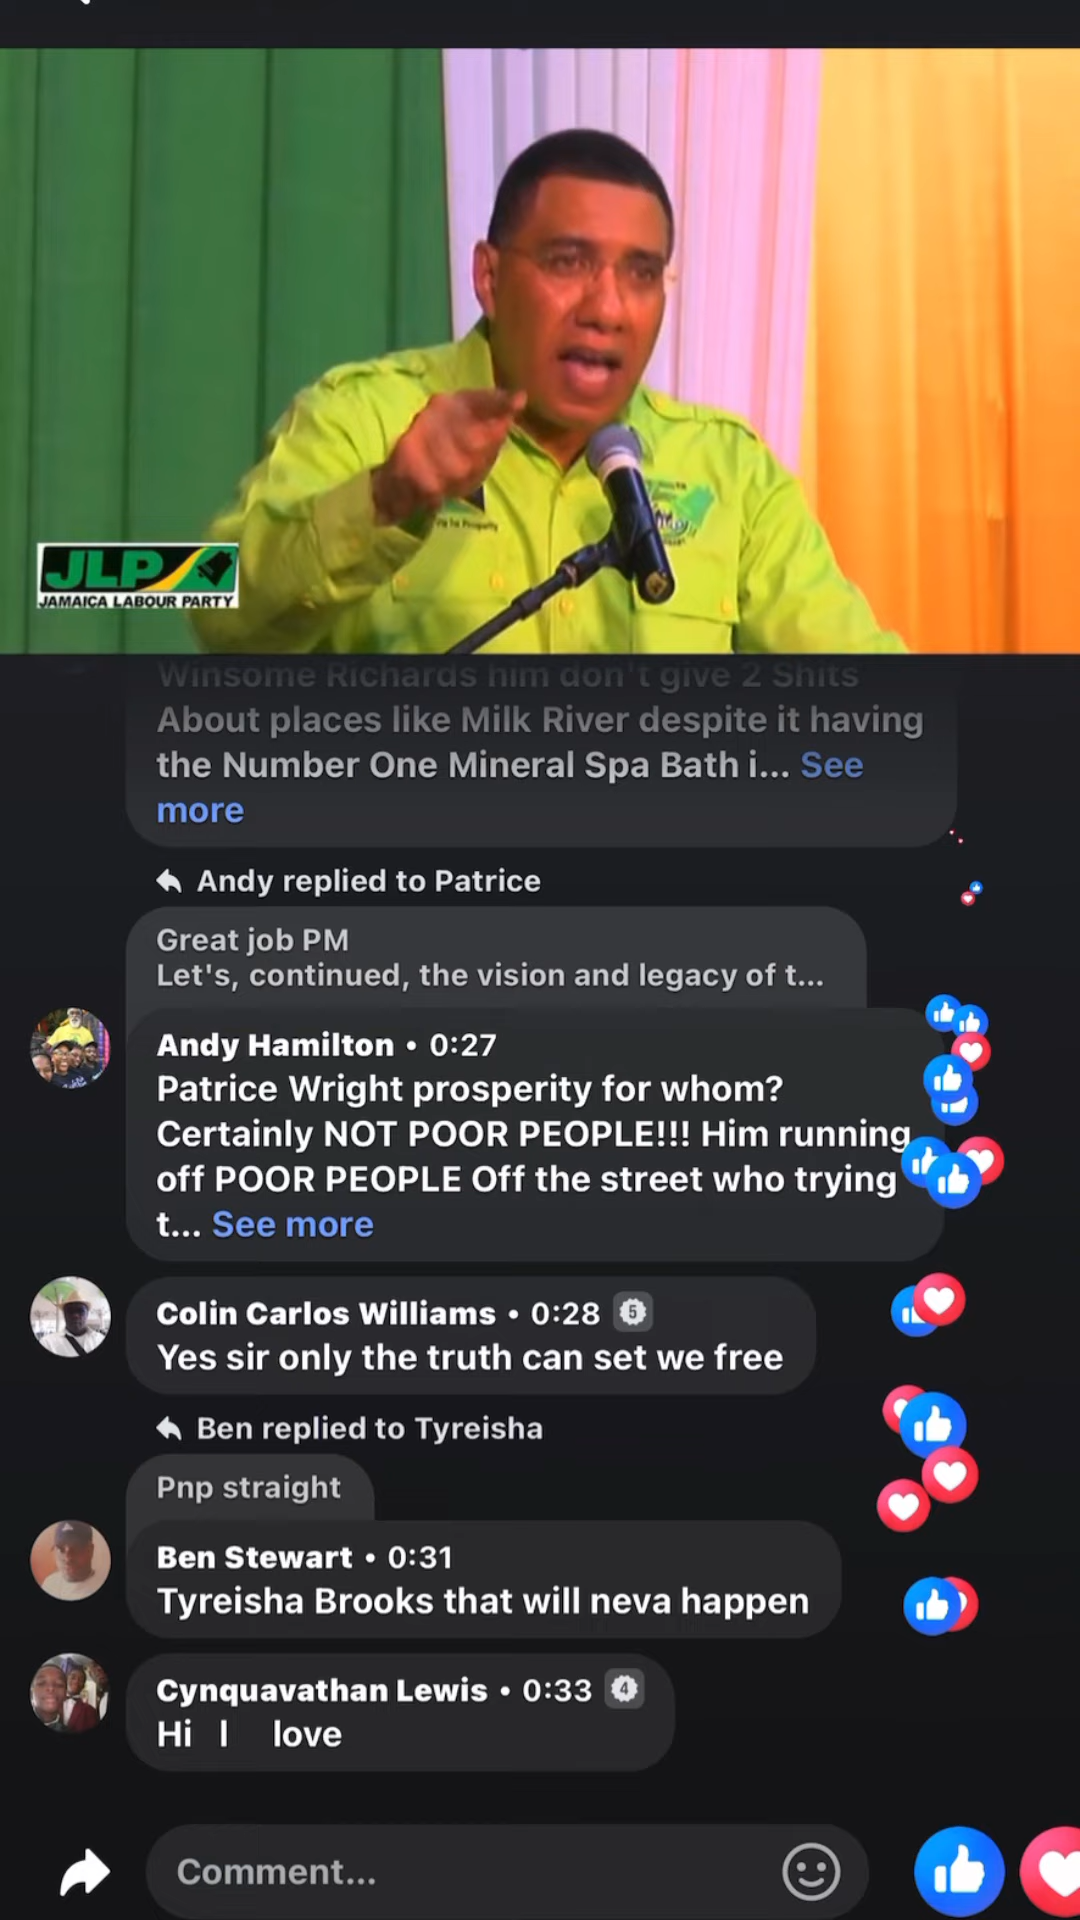 JLP
JAMAICA LABOUR PARTY
Winsome Richards him don't give 2 Shits
About places like Milk River despite it having
the Number One Mineral Spa Bath i... See
more
Andy replied to Patrice
Great job PM
Let's, continued, the vision and legacy of t...
Andy Hamilton • 0:27
Patrice Wright prosperity for whom?
Certainly NOT POOR PEOPLE!!! Him running
off POOR PEOPLE Off the street who trying
t... See more
Colin Carlos Williams • 0:28 5
Yes sir only the truth can set we free
Ben replied to Tyreisha
Pnp straight
Ben Stewart • 0:31
Tyreisha Brooks that will neva happen
Cynquavathan Lewis • 0:33 4
Hi I love
Comment...